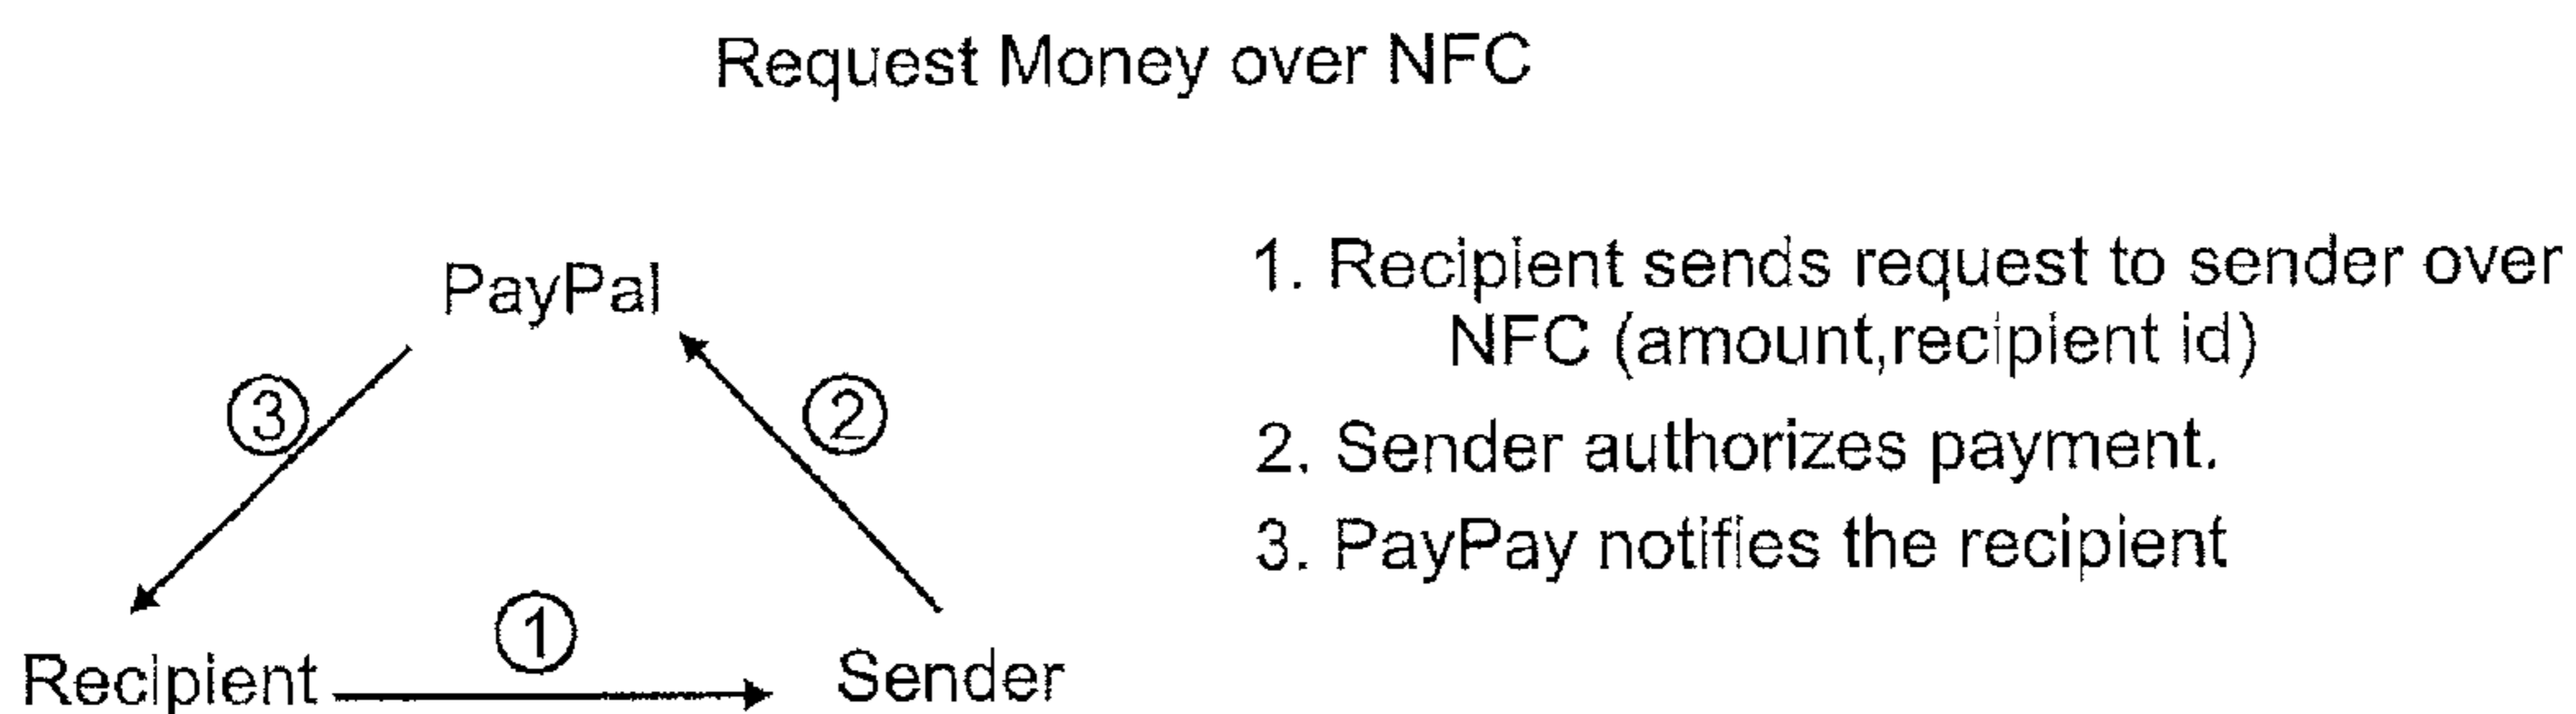 Request Money over NFC
PayPal
3
2
1
Recipient
Sender
1. Recipient sends request to sender over
NFC (amount,recipient id)
2. Sender authorizes payment.
3. PayPay notifies the recipient